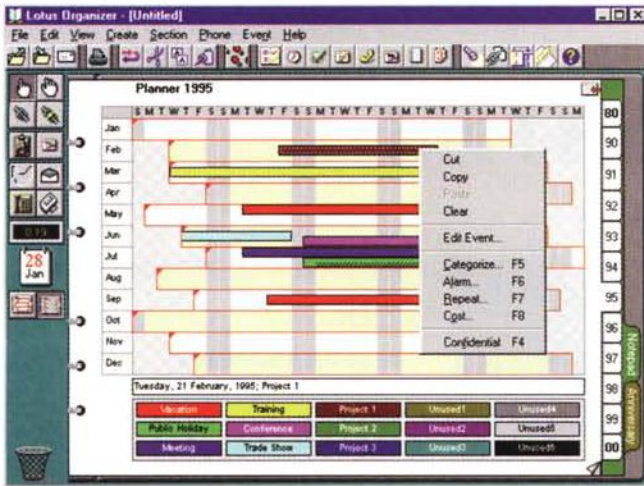 Lotus Organizer - [Untitled]
File Edit View Create Section Phone Event Help
Planner 1995
S M T W T F S S M T W T F S S M T W T F S S M T W T F S S M T W T F S S M
Jan
Feb
Mar
Apr
May
Jun
Jul
Aug
Sep
Oct
Nov
Dec
Cut
Copy
Paste
Clear
Edit Event...
Categorize... F5
Alarm... F6
Repeat... F7
Cost... F8
Confidential F4
28
Jan
80
90
91
92
93
94
95
96
97
98
99
00
Notepad
Anniversary
Tuesday, 21 February, 1995; Project 1
Vacation Training Project 1 Unused1 Unused4
Public Holiday Conference Project 2 Unused2 Unused5
Meeting Trade Show Project 3 Unused3 Unused6